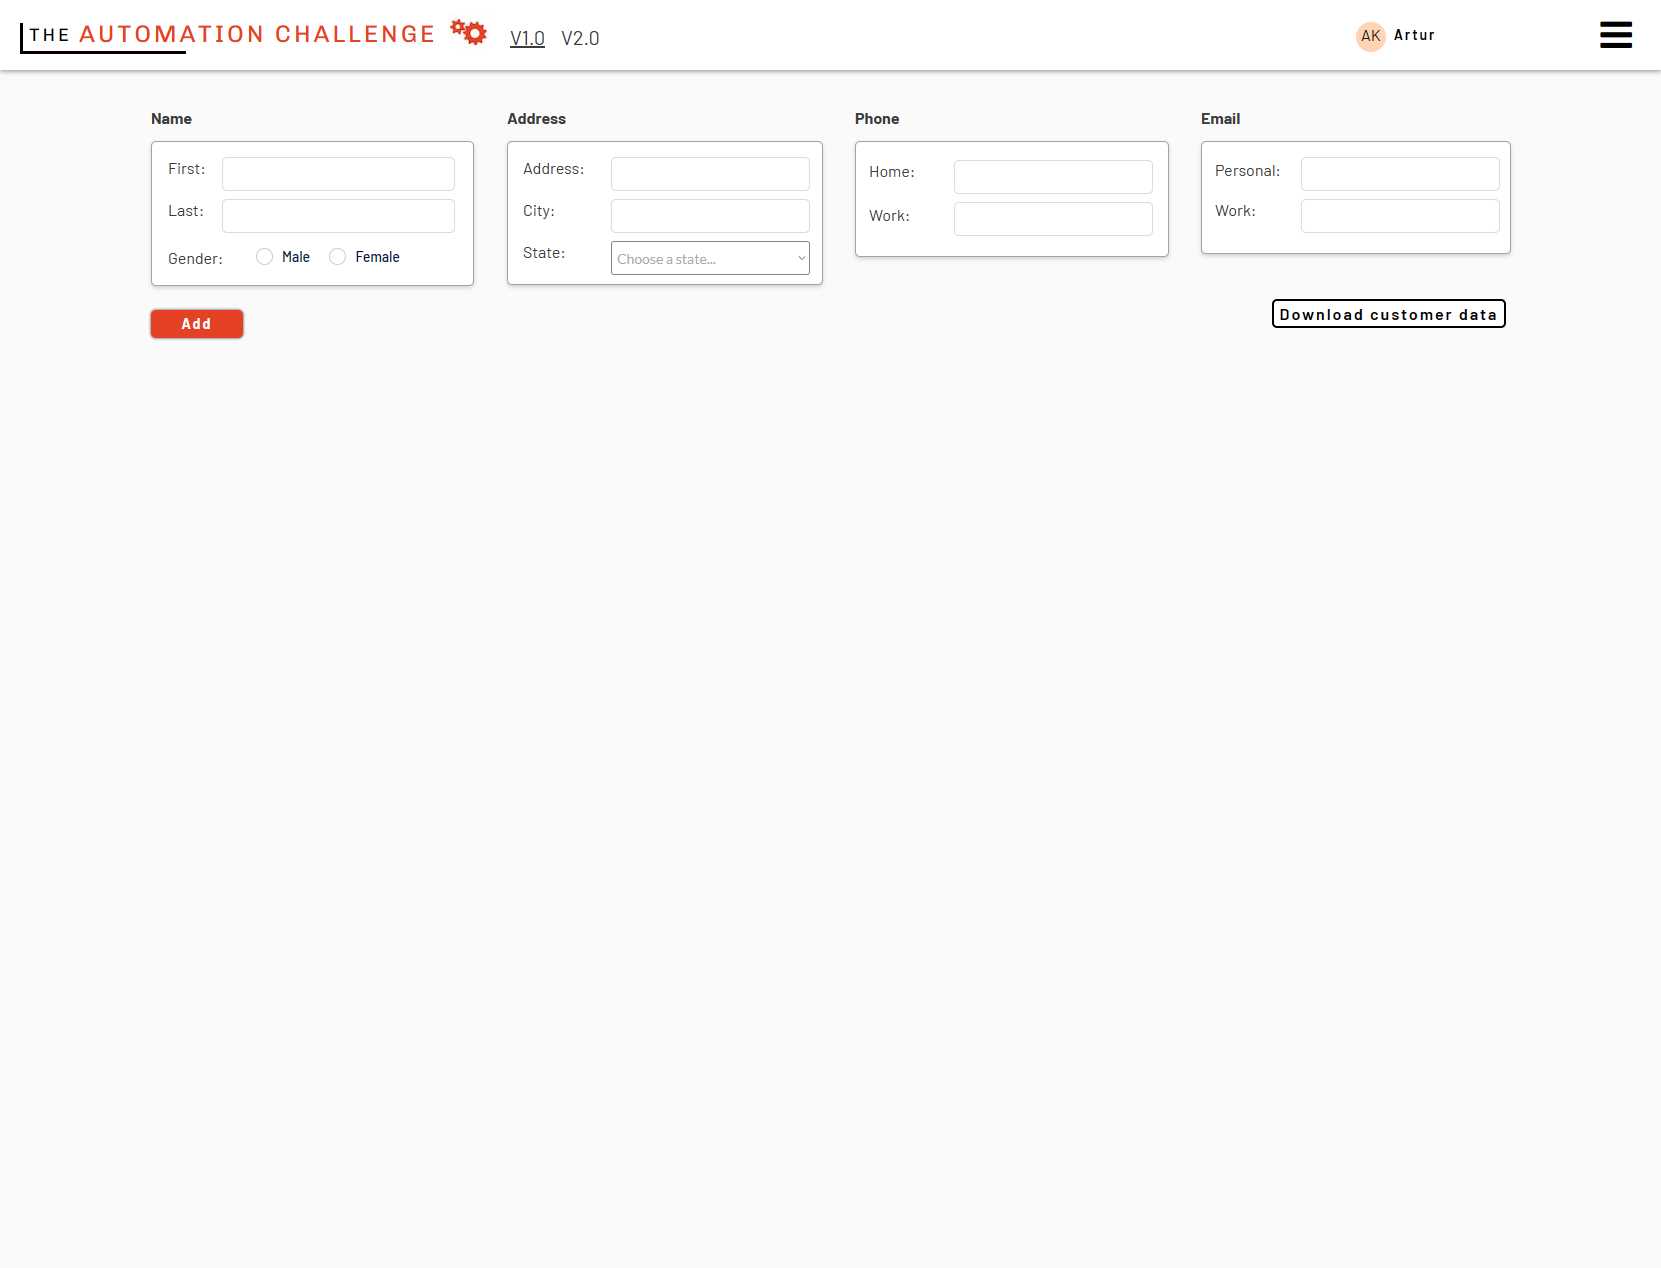 THE AUTOMATION CHALLENGE V1.0 V2.0 AK Artur
Name Address Phone Email
First: Address: Home: Personal:
Last: City: Work: Work:
Gender: Male Female State: Choose a state...
Add Download customer data